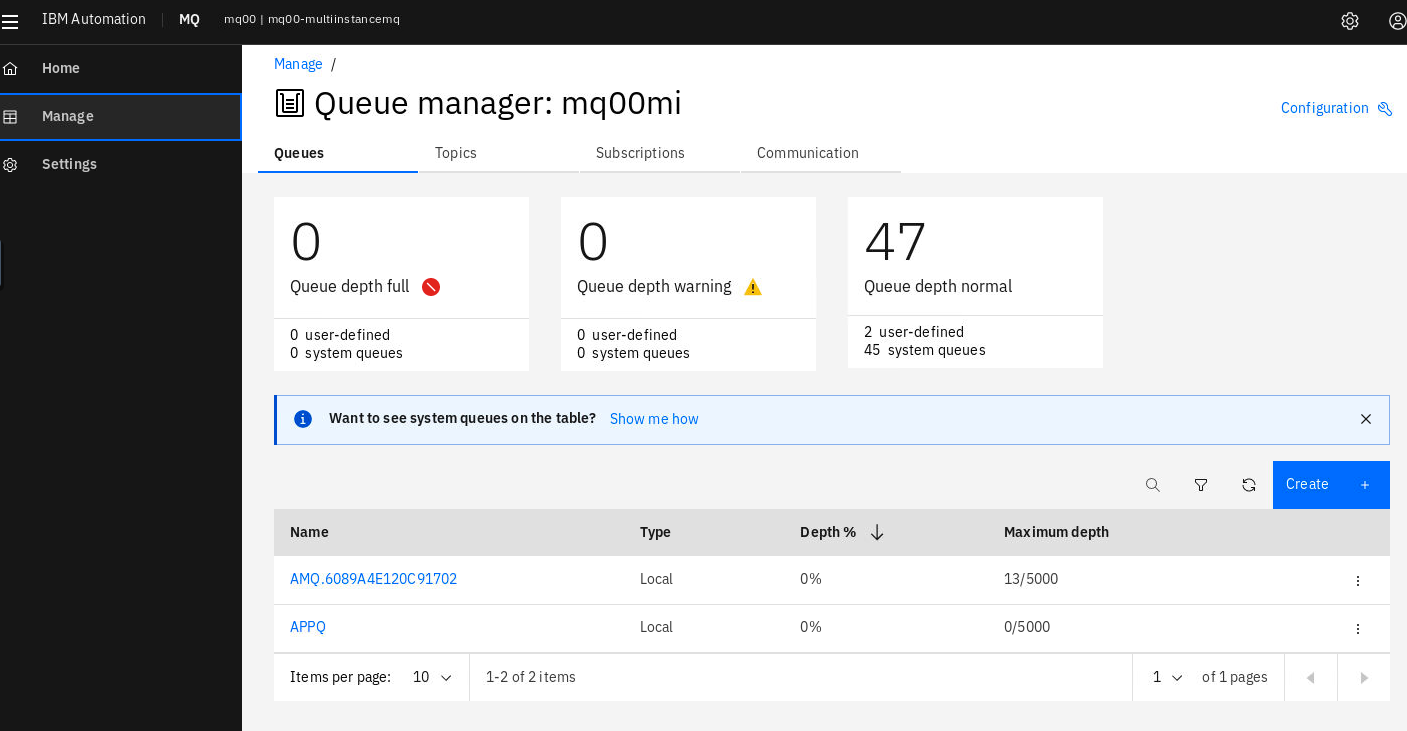 IBM Automation MQ mq00 | mq00-multiinstancemq
Home
Manage
Settings
Manage /
Queue manager: mq00mi
Configuration
Queues Topics Subscriptions Communication
0
Queue depth full
0 user-defined
0 system queues
0
Queue depth warning
0 user-defined
0 system queues
47
Queue depth normal
2 user-defined
45 system queues
Want to see system queues on the table? Show me how
Create +
Name Type Depth % Maximum depth
AMQ.6089A4E120C91702 Local 0% 13/5000
APPQ Local 0% 0/5000
Items per page: 10 1-2 of 2 items 1 of 1 pages